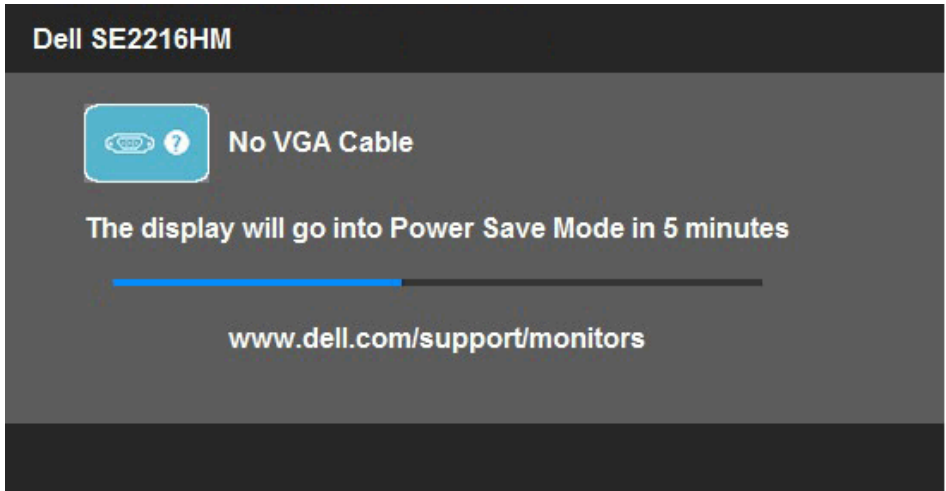 Dell SE2216HM
No VGA Cable
The display will go into Power Save Mode in 5 minutes
www.dell.com/support/monitors